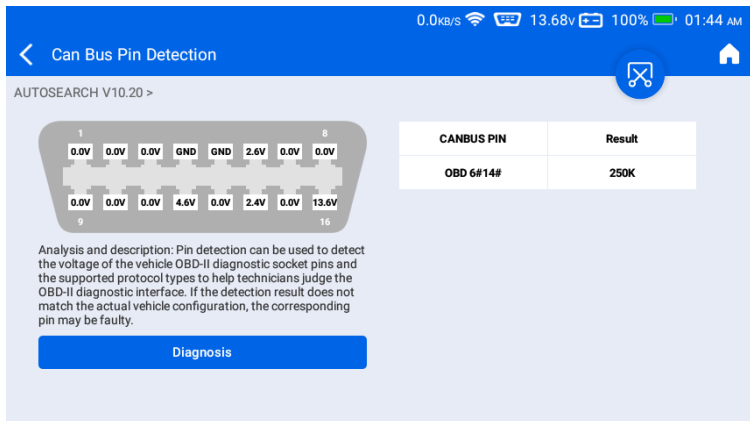 0.0KB/S 13.68V 100% 01:44 AM
Can Bus Pin Detection
AUTOSEARCH V10.20 >
1 8
0.0V 0.0V 0.0V GND GND 2.6V 0.0V 0.0V
0.0V 0.0V 0.0V 4.6V 0.0V 2.4V 0.0V 13.6V
9 16
CANBUS PIN Result
OBD 6#14# 250K
Analysis and description: Pin detection can be used to detect
the voltage of the vehicle OBD-II diagnostic socket pins and
the supported protocol types to help technicians judge the
OBD-II diagnostic interface. If the detection result does not
match the actual vehicle configuration, the corresponding
pin may be faulty.
Diagnosis